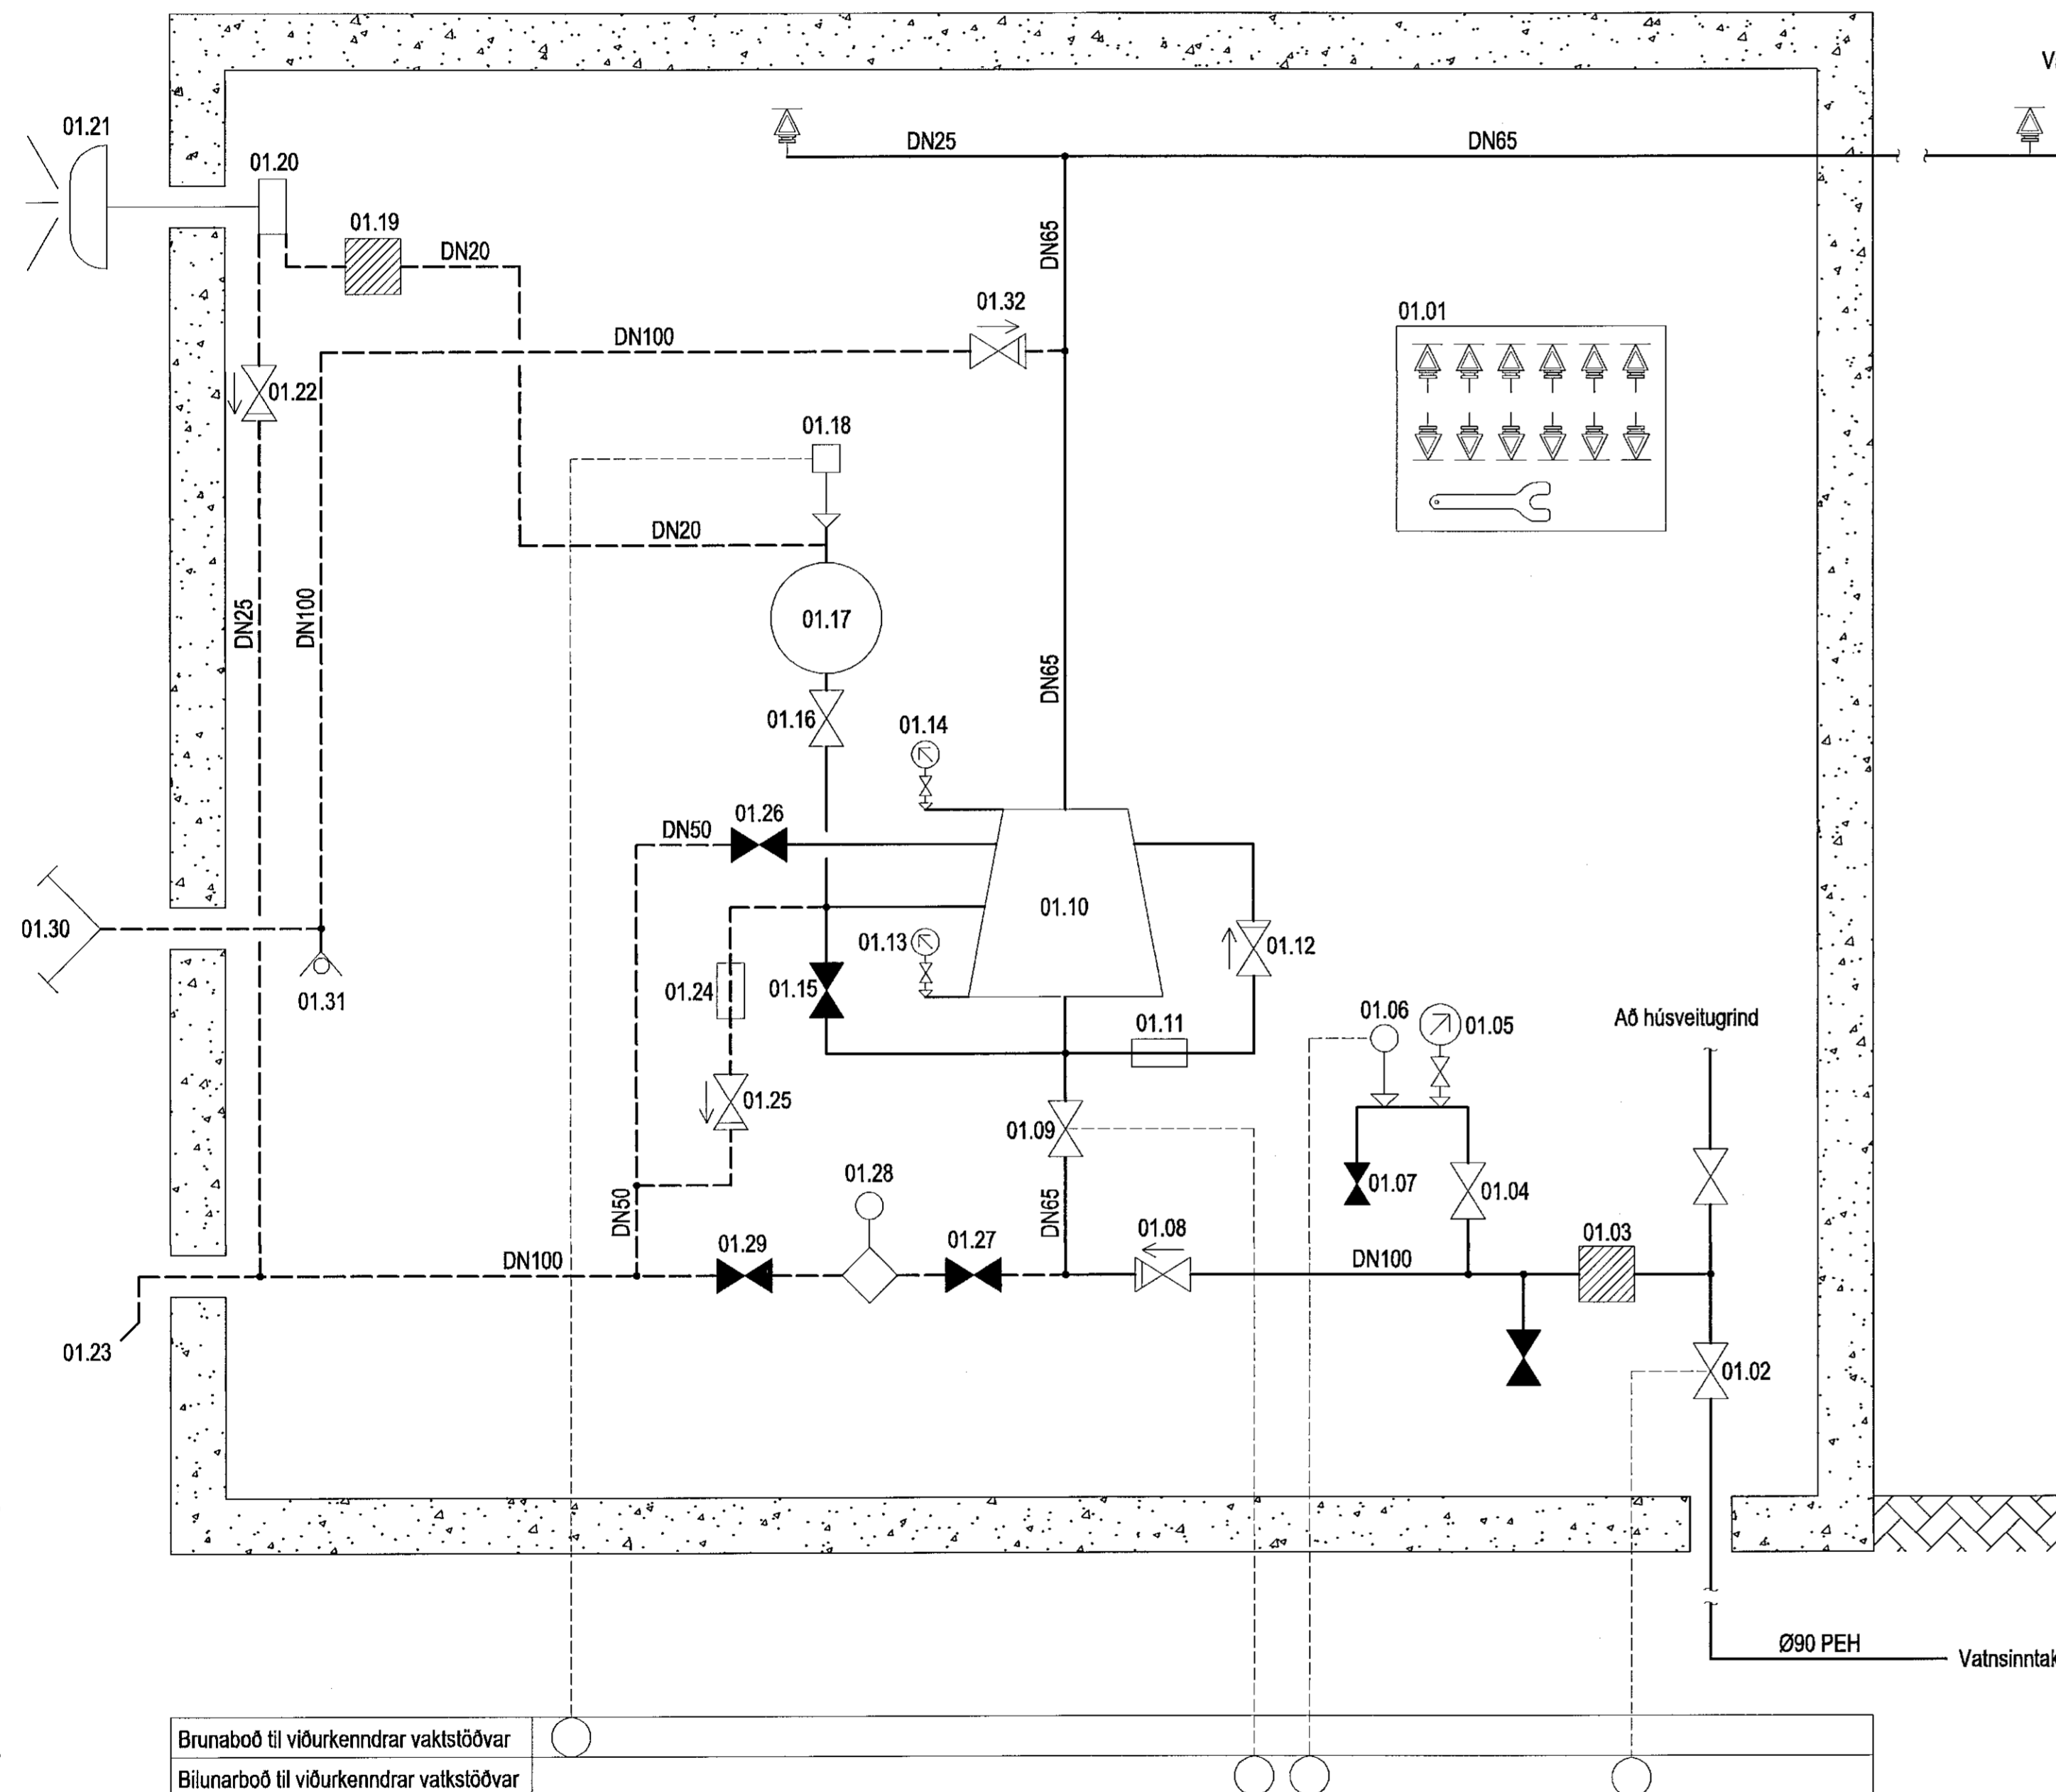 V
01.21
DN25
DN65
01.20
01.19
DN20
DN65
01.32
01.01
DN100
01.22
01.18
DN20
DN25
DN100
01.17
DN65
01.16
01.14
01.26
DN50
01.10
01.30
01.13
01.12
01.24
01.15
01.31
01.11
01.06
01.05
Að húsveitugrind
01.25
01.09
01.28
01.07
01.04
DN50
DN65
01.29
01.27
01.08
01.03
DN100
DN100
01.23
01.02
Ø90 PEH
Vatnsinntak
Brunaboð til viðurkenndrar vaktstöðvar
Bilunarboð til viðurkenndrar vatkstöðvar